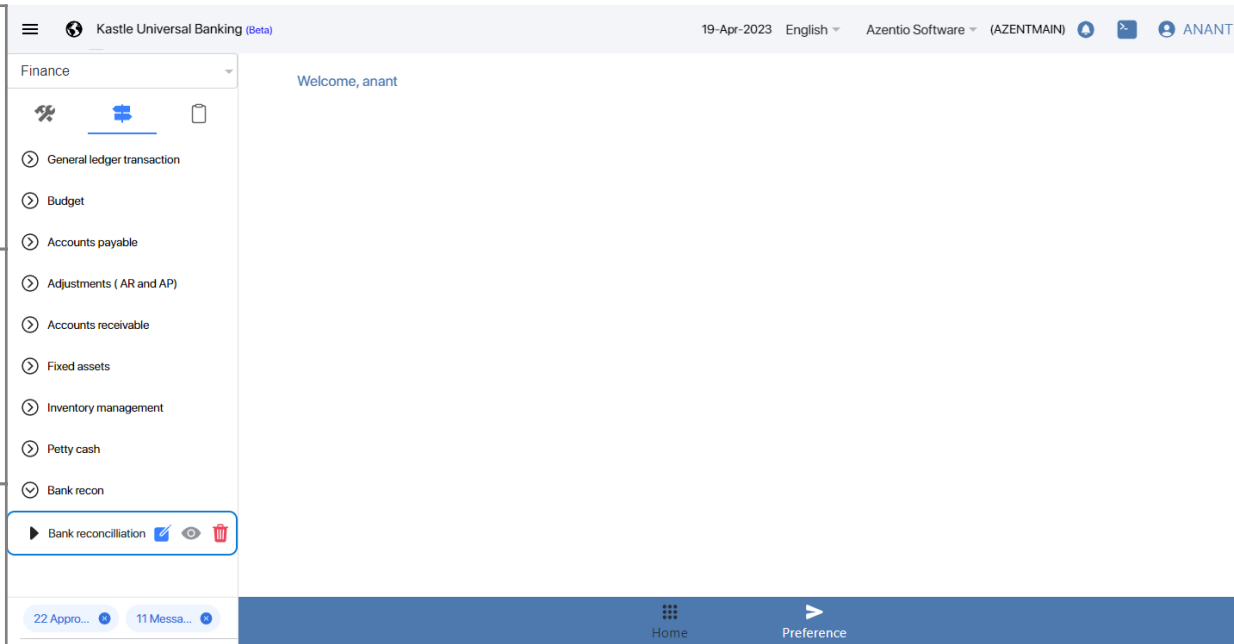 Kastle Universal Banking (Beta)
19-Apr-2023 English Azentio Software (AZENTMAIN) ANANT
Finance
Welcome, anant
General ledger transaction
Budget
Accounts payable
Adjustments ( AR and AP)
Accounts receivable
Fixed assets
Inventory management
Petty cash
Bank recon
Bank reconcilliation
22 Appro... 11 Messa...
Home Preference